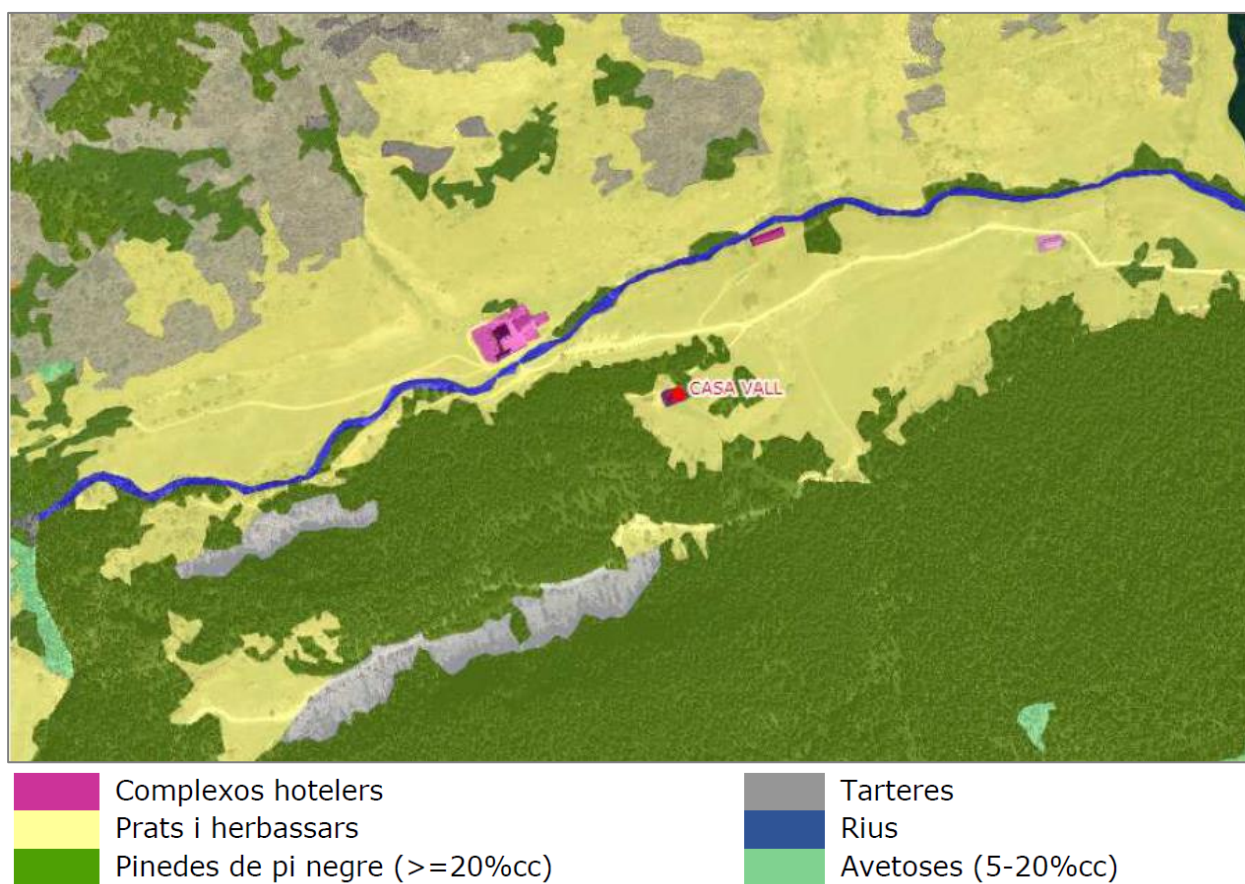 CASA VALL
Complexos hotelers
Prats i herbassars
Pinedes de pi negre (>=20%cc)
Tarteres
Rius
Avetoses (5-20%cc)